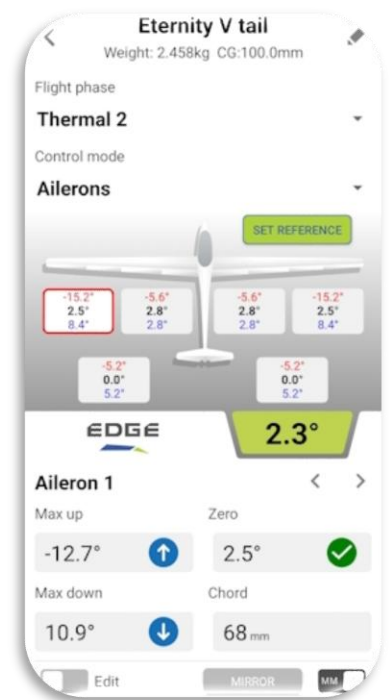 Eternity V tail
Weight: 2.458kg CG:100.0mm
Flight phase
Thermal 2
Control mode
Ailerons
SET REFERENCE
-15.2° -5.6° -5.6° -15.2°
2.5° 2.8° 2.8° 2.5°
8.4° 2.8° 2.8° 8.4°
-5.2° -5.2°
0.0° 0.0°
5.2° 5.2°
EDGE 2.3°
Aileron 1
Max up Zero
-12.7° 2.5°
Max down Chord
10.9° 68 mm
Edit MIRROR MM